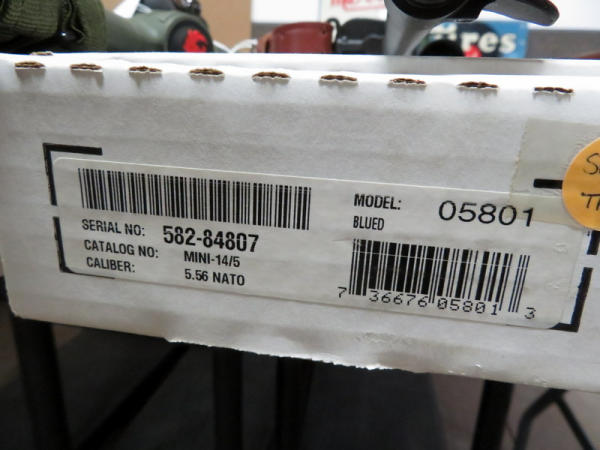 res
SERIAL NO: 582-84807
CATALOG NO: MINI-14/5
CALIBER: 5.56 NATO
MODEL: 05801
BLUED
7 36676 05801 3